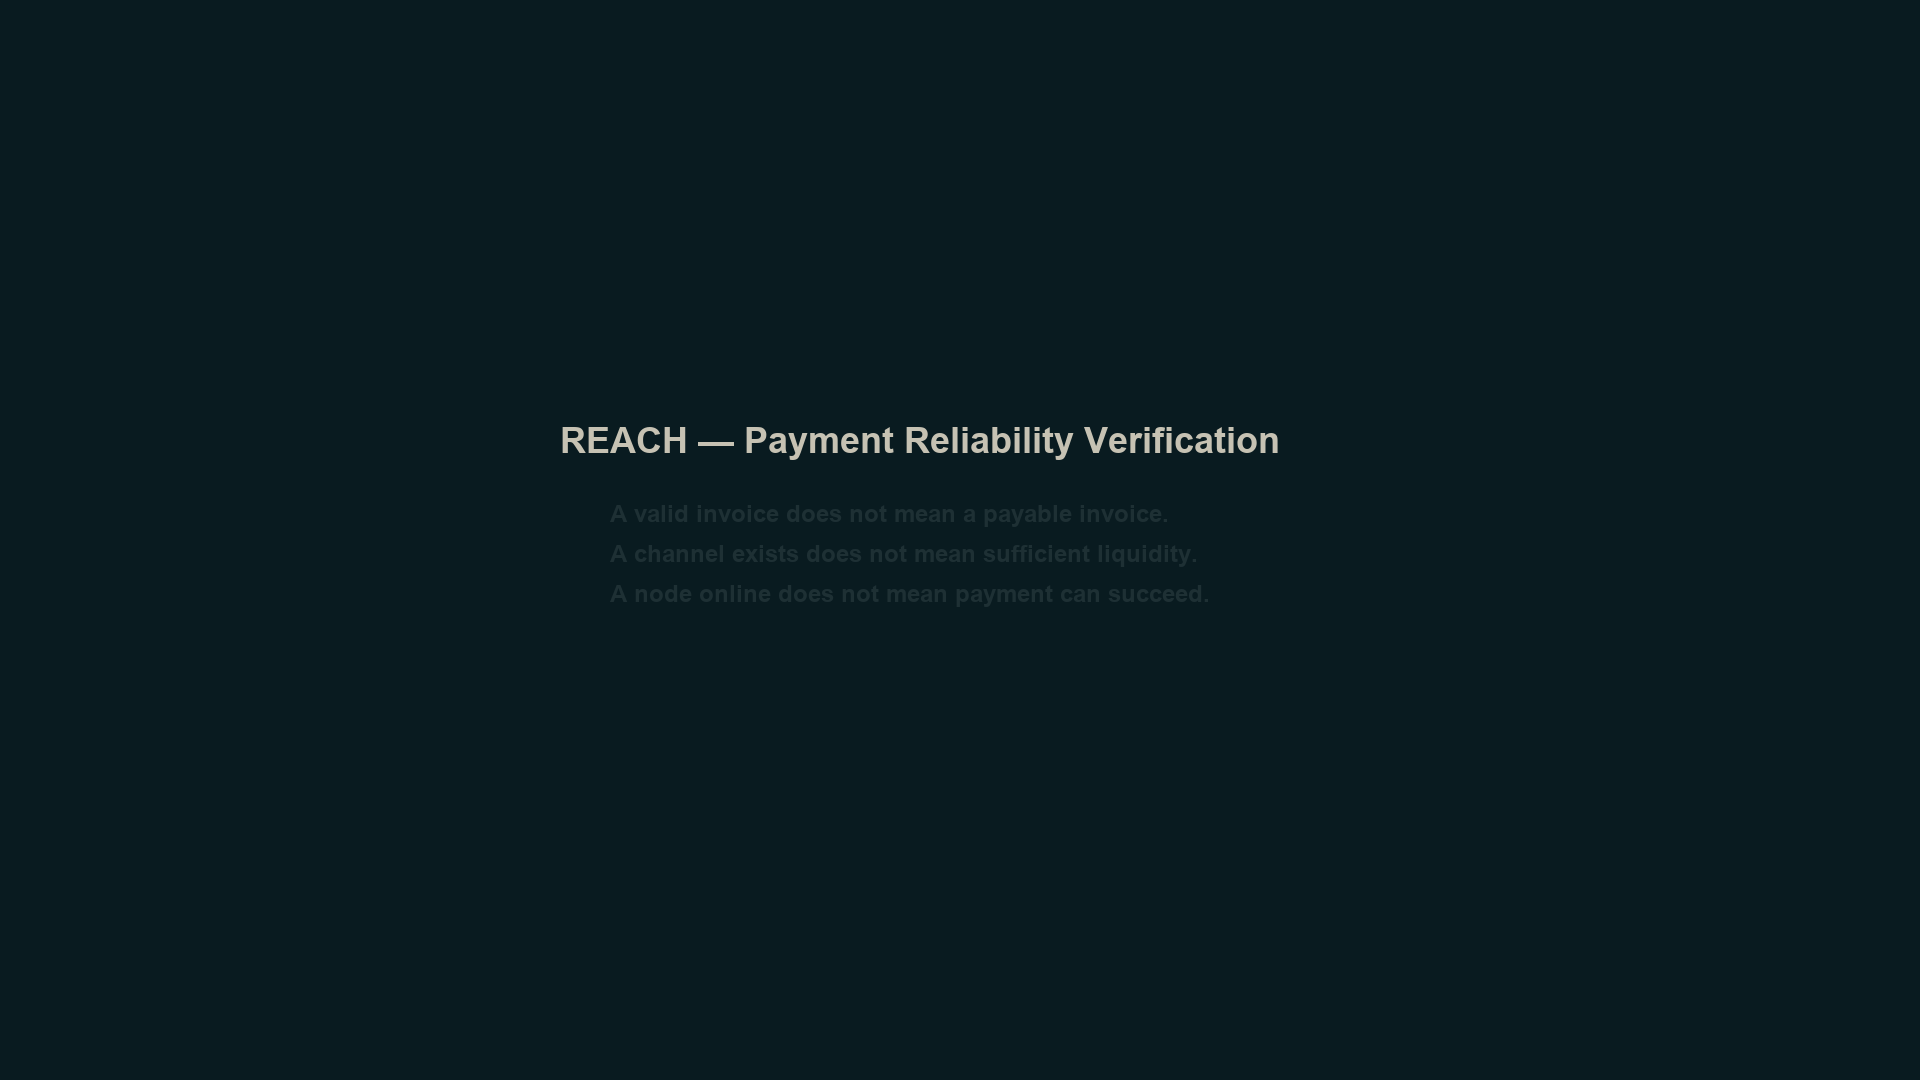 REACH — Payment Reliability Verification
A valid invoice does not mean a payable invoice.
A channel exists does not mean sufficient liquidity.
A node online does not mean payment can succeed.